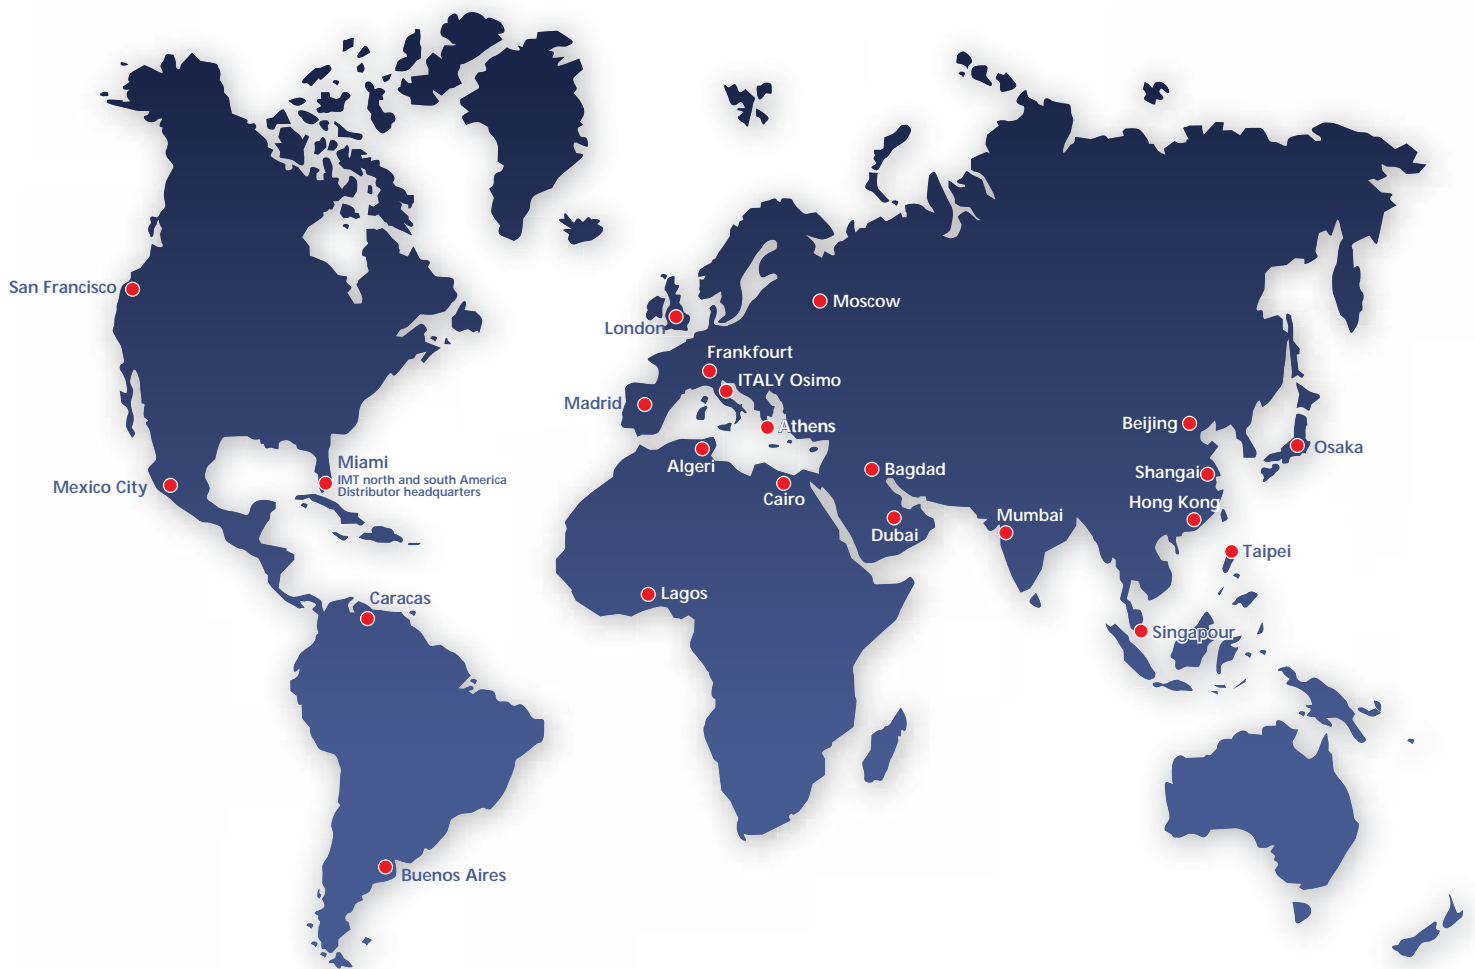 San Francisco
Moscow
London
Frankfourt
ITALY Osimo
Madrid
Athens
Beijing
Osaka
Miami
IMT north and south America
Distributor headquarters
Algeri
Bagdad
Shangai
Mexico City
Cairo
Hong Kong
Mumbai
Dubai
Taipei
Lagos
Caracas
Singapour
Buenos Aires